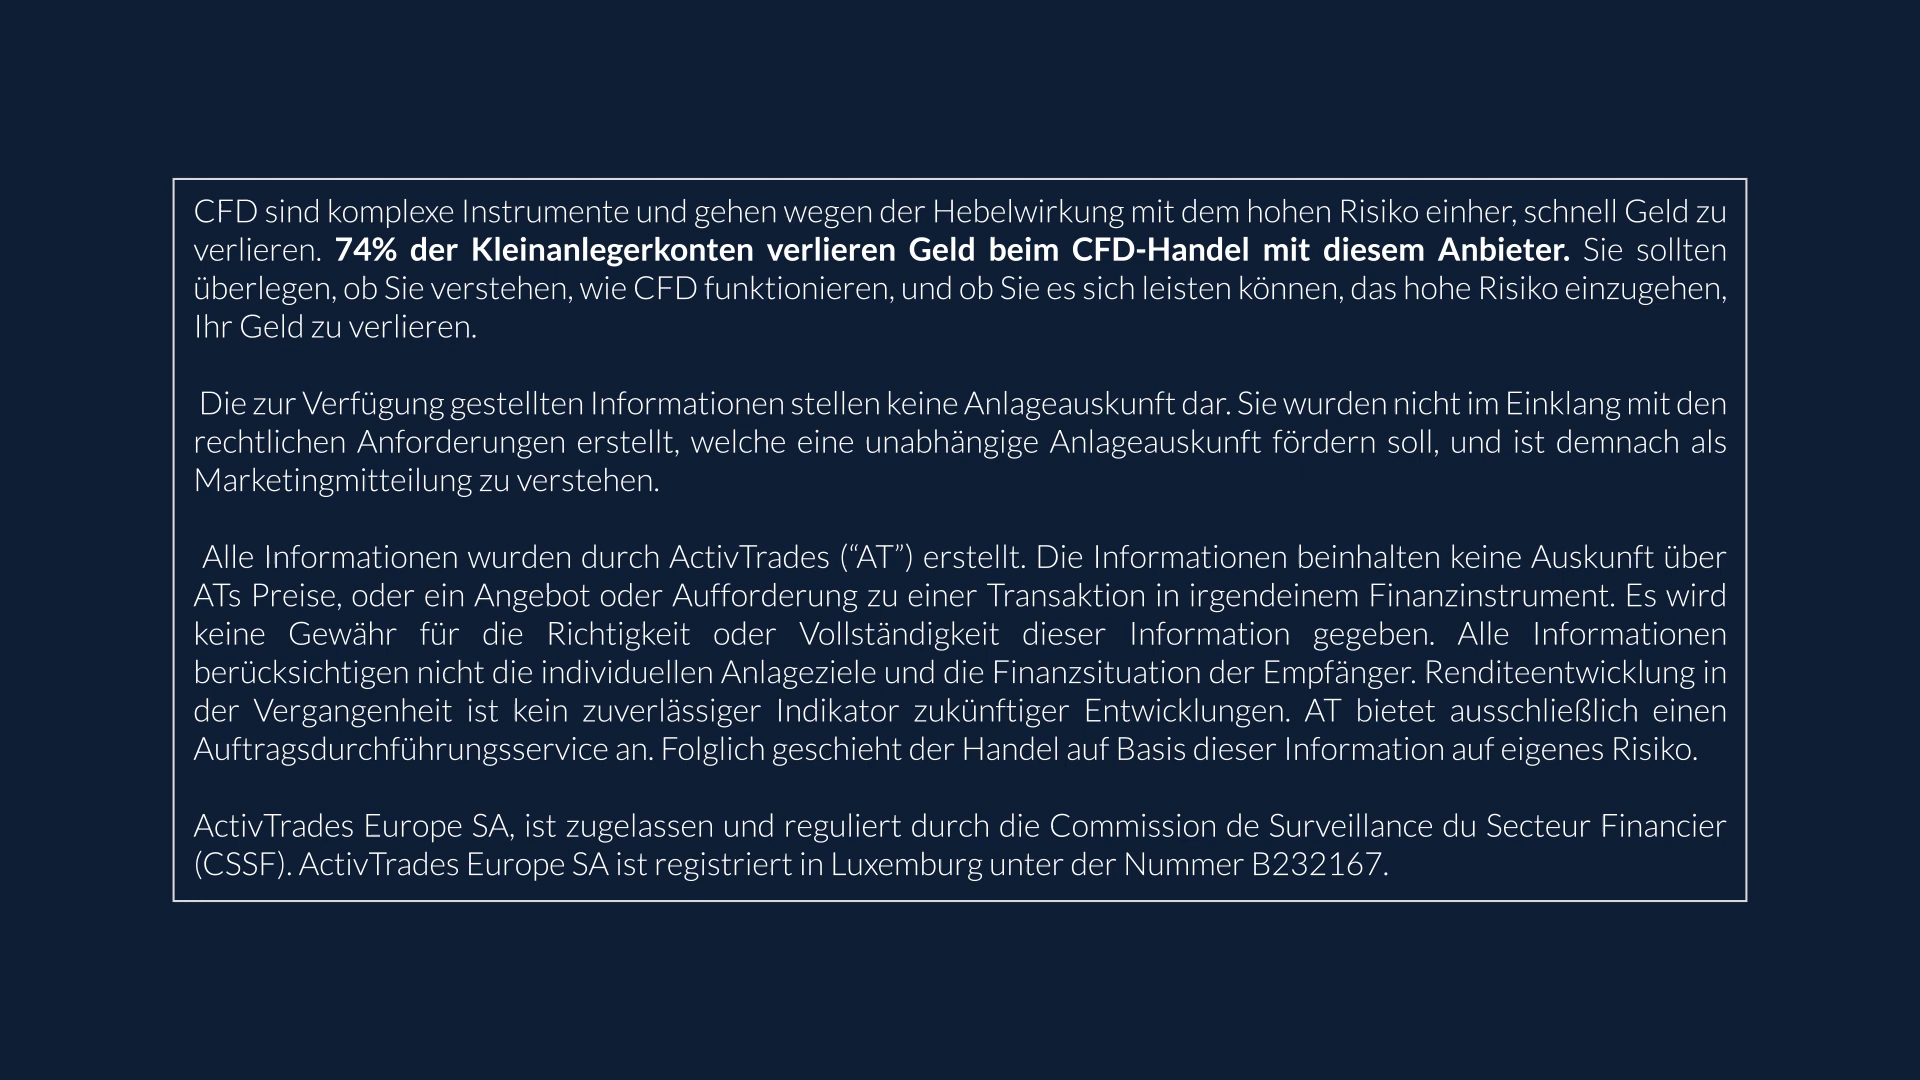 CFD sind komplexe Instrumente und gehen wegen der Hebelwirkung mit dem hohen Risiko einher, schnell Geld zu
verlieren. 74% der Kleinanlegerkonten verlieren Geld beim CFD-Handel mit diesem Anbieter. Sie sollten
überlegen, ob Sie verstehen, wie CFD funktionieren, und ob Sie es sich leisten können, das hohe Risiko einzugehen,
Ihr Geld zu verlieren.
Die zur Verfügung gestellten Informationen stellen keine Anlageauskunft dar. Sie wurden nicht im Einklang mit den
rechtlichen Anforderungen erstellt, welche eine unabhängige Anlageauskunft fördern soll, und ist demnach als
Marketingmitteilung zu verstehen.
Alle Informationen wurden durch ActivTrades (“AT”) erstellt. Die Informationen beinhalten keine Auskunft über
ATs Preise, oder ein Angebot oder Aufforderung zu einer Transaktion in irgendeinem Finanzinstrument. Es wird
keine Gewähr für die Richtigkeit oder Vollständigkeit dieser Information gegeben. Alle Informationen
berücksichtigen nicht die individuellen Anlageziele und die Finanzsituation der Empfänger. Renditeentwicklung in
der Vergangenheit ist kein zuverlässiger Indikator zukünftiger Entwicklungen. AT bietet ausschließlich einen
Auftragsdurchführungsservice an. Folglich geschieht der Handel auf Basis dieser Information auf eigenes Risiko.
ActivTrades Europe SA, ist zugelassen und reguliert durch die Commission de Surveillance du Secteur Financier
(CSSF). ActivTrades Europe SA ist registriert in Luxemburg unter der Nummer B232167.